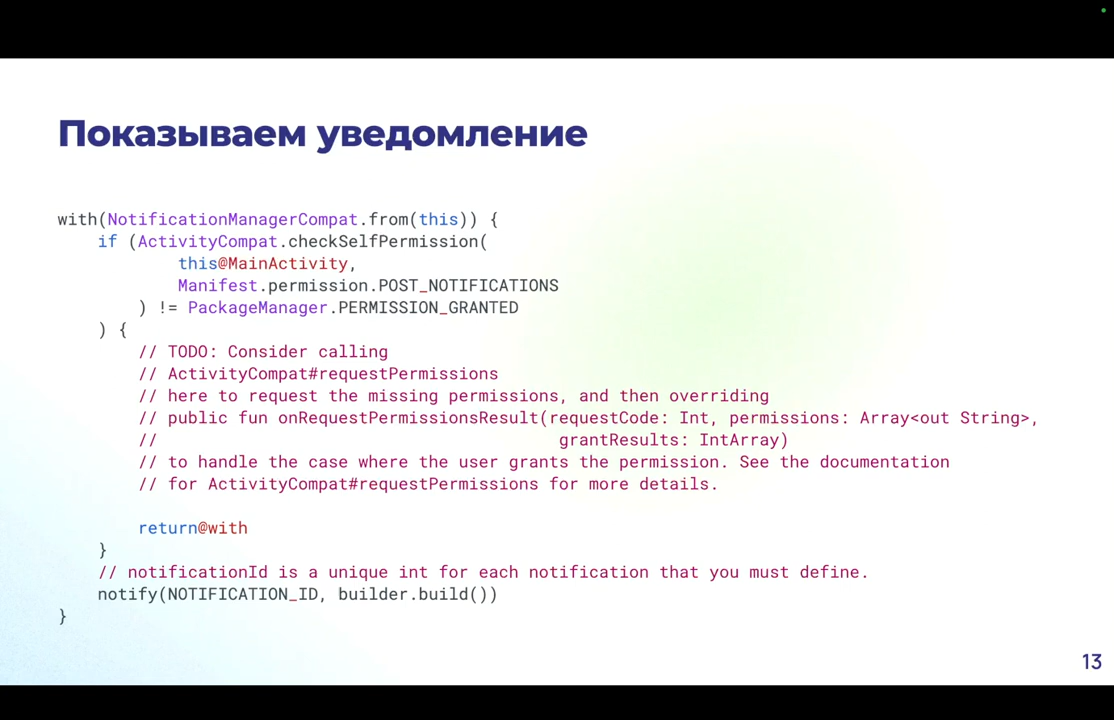 Показываем уведомление
with(NotificationManagerCompat.from(this)) {
    if (ActivityCompat.checkSelfPermission(
            this@MainActivity,
            Manifest.permission.POST_NOTIFICATIONS
        ) != PackageManager.PERMISSION_GRANTED
    ) {
        // TODO: Consider calling
        // ActivityCompat#requestPermissions
        // here to request the missing permissions, and then overriding
        // public fun onRequestPermissionsResult(requestCode: Int, permissions: Array<out String>,
        //                                        grantResults: IntArray)
        // to handle the case where the user grants the permission. See the documentation
        // for ActivityCompat#requestPermissions for more details.
        return@with
    }
    // notificationId is a unique int for each notification that you must define.
    notify(NOTIFICATION_ID, builder.build())
}
13